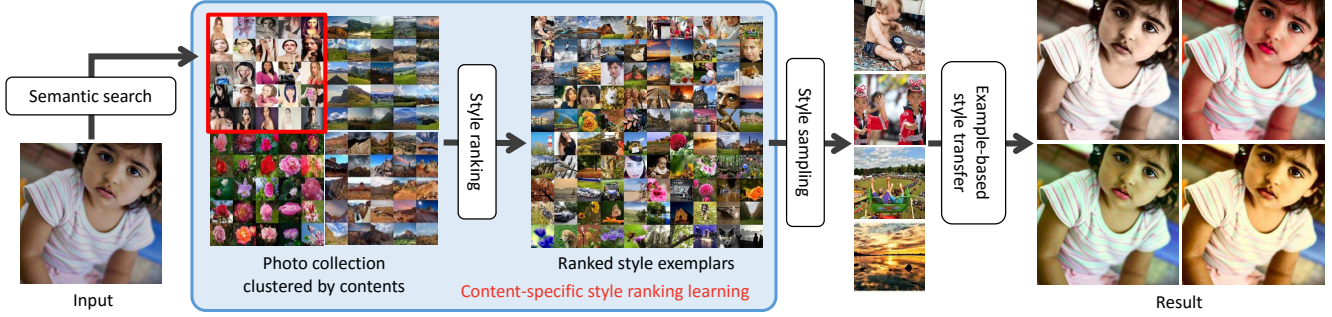 Semantic search
Input
Photo collection
clustered by contents
Style ranking
Ranked style exemplars
Content-specific style ranking learning
Style sampling
Example-based
style transfer
Result